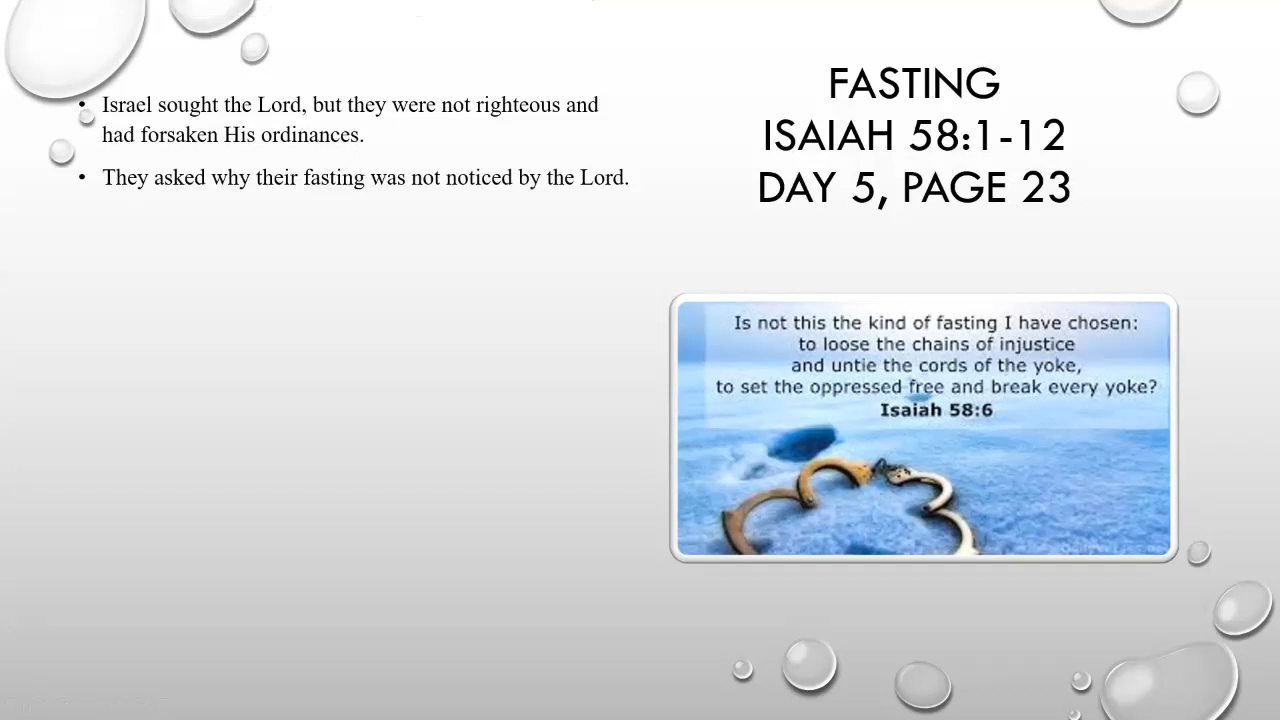 FASTING
ISAIAH 58:1-12
DAY 5, PAGE 23
• Israel sought the Lord, but they were not righteous and
had forsaken His ordinances.
• They asked why their fasting was not noticed by the Lord.
Is not this the kind of fasting I have chosen:
to loose the chains of injustice
and untie the cords of the yoke,
to set the oppressed free and break every yoke?
Isaiah 58:6